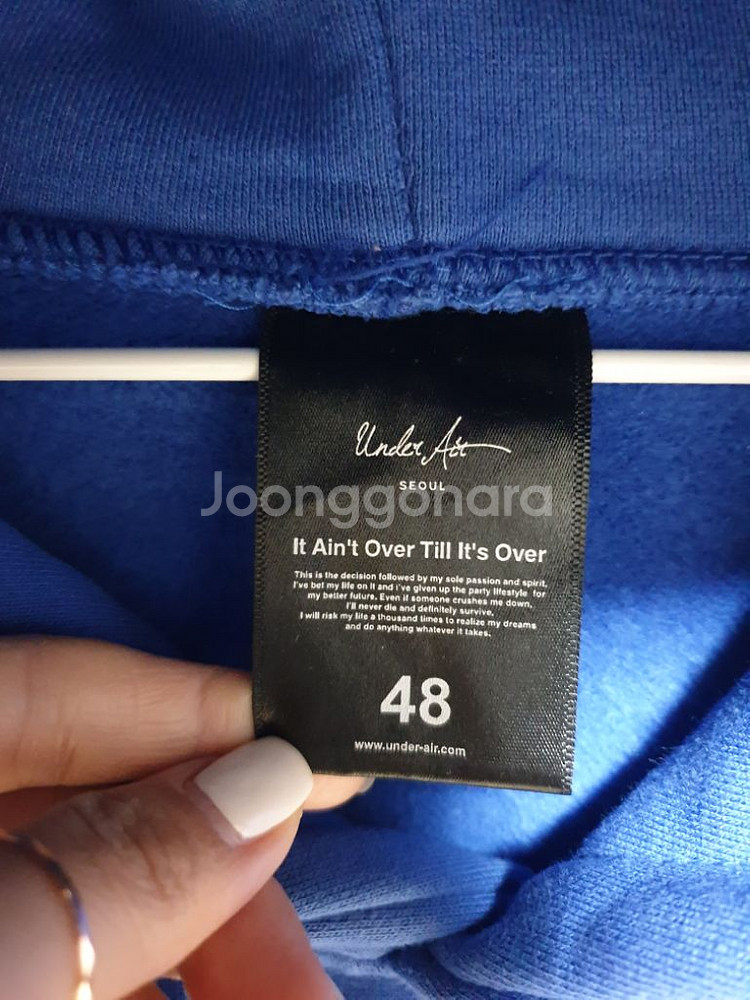 Under Air
SEOUL
Joonggonara
It Ain't Over Till It's Over
This is the decision followed by my sole passion and spirit.
I've bet my life on it and i've given up the party lifestyle for
my better future. Even if someone crushes me down,
I'll never die and definitely survive.
I will risk my life a thousand times to realize my dreams
and do anything whatever it takes.
48
www.under-air.com